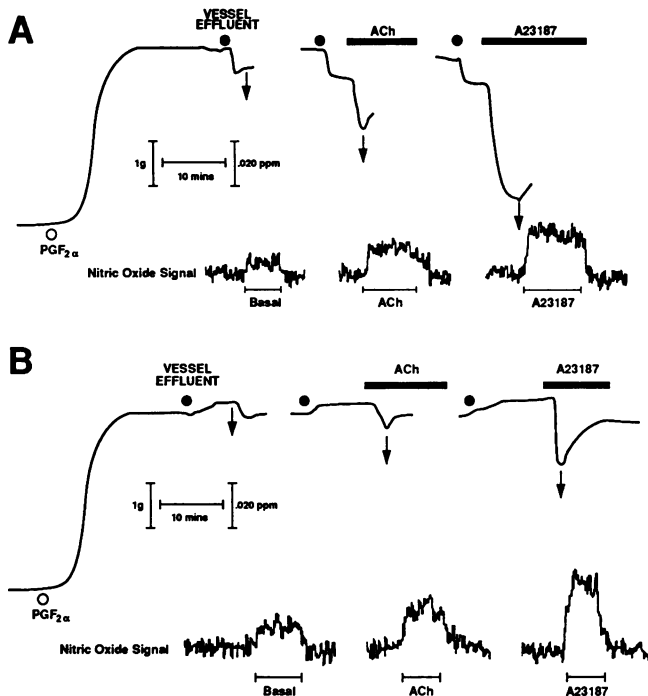 A
VESSEL
EFFLUENT
ACh
A23187
1g
10 mins
.020 ppm
PGF2α
Nitric Oxide Signal
Basal
ACh
A23187
B
VESSEL
EFFLUENT
ACh
A23187
1g
10 mins
.020 ppm
PGF2α
Nitric Oxide Signal
Basal
ACh
A23187